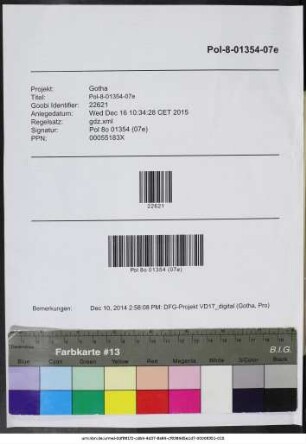 Pol-8-01354-07e
Projekt: Gotha
Titel: Pol-8-01354-07e
Goobi Identifier: 22621
Anlegedatum: Wed Dec 16 10:34:28 CET 2015
Regelsatz: gdz.xml
Signatur: Pol 8o 01354 (07e)
PPN: 00055183X
22621
Pol 8o 01354 (07e)
Bemerkungen: Dec 10, 2014 2:58:08 PM: DFG-Projekt VD17_digital (Gotha, Pro)
Farbkarte #13 B.I.G.
Blue Cyan Green Yellow Red Magenta White 3/Color Black